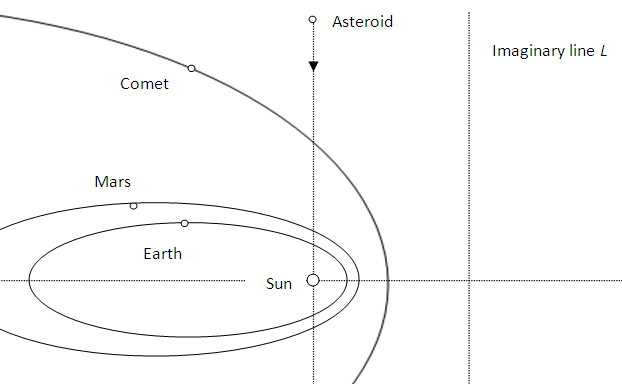 Asteroid
Imaginary line L
Comet
Mars
Earth
Sun